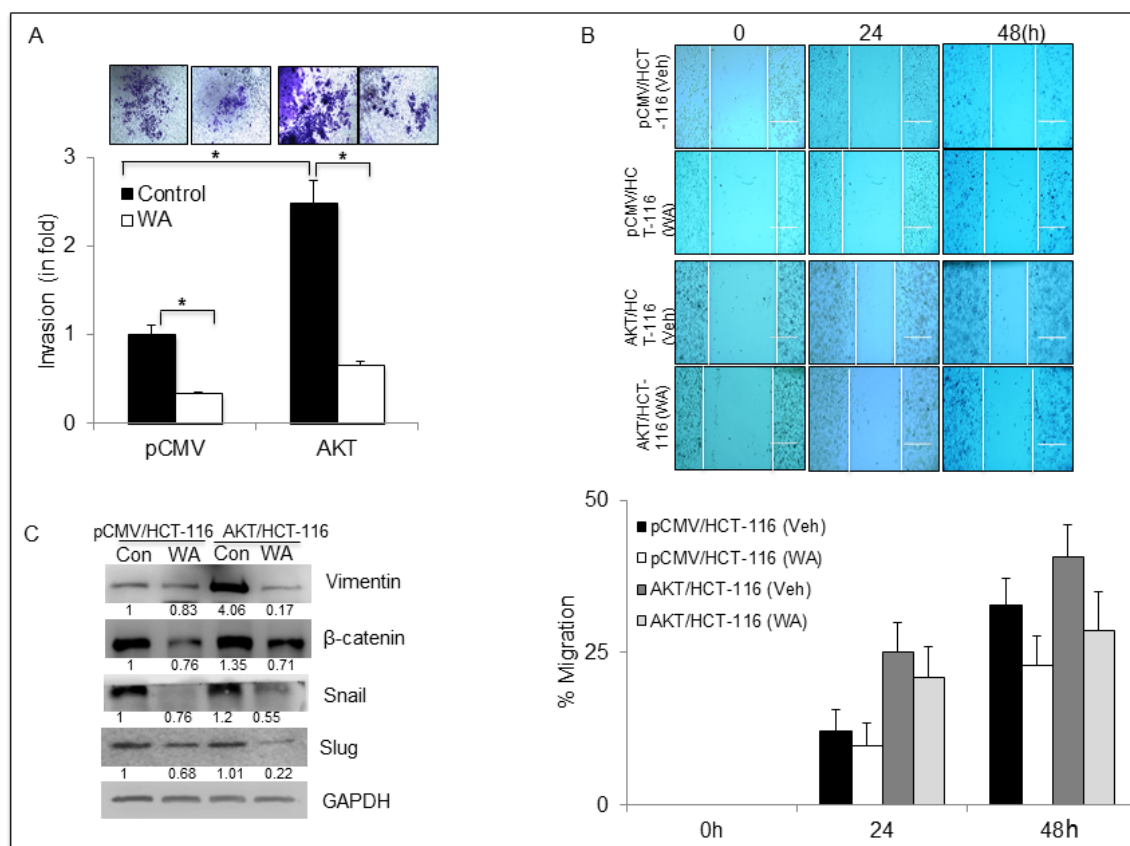 A
3
2
1
0
Invasion (in fold)
*
*
*
Control
WA
pCMV
AKT
B
0
24
48(h)
pCMV/HCT
-116 (Veh)
pCMV/HC
T-116
(WA)
AKT/HC
T-116
(Veh)
AKT/HCT-
116 (WA)
50
25
0
% Migration
pCMV/HCT-116 (Veh)
pCMV/HCT-116 (WA)
AKT/HCT-116 (Veh)
AKT/HCT-116 (WA)
0h
24
48h
C
pCMV/HCT-116 AKT/HCT-116
Con WA Con WA
Vimentin
1 0.83 4.06 0.17
β-catenin
1 0.76 1.35 0.71
Snail
1 0.76 1.2 0.55
Slug
1 0.68 1.01 0.22
GAPDH